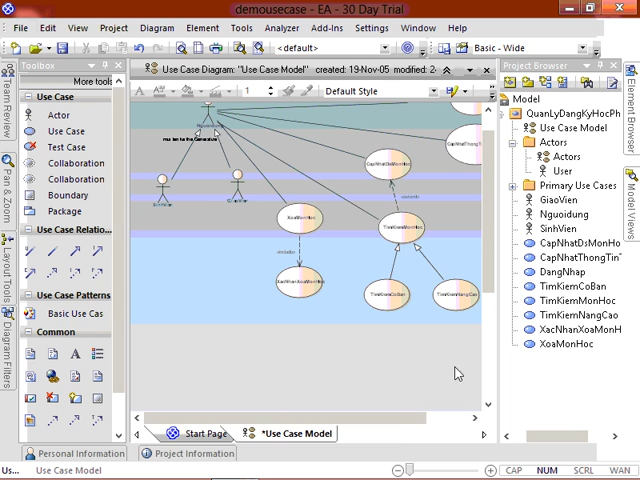 demousecase - EA - 30 Day Trial
File Edit View Project Diagram Element Tools Analyzer Add-Ins Settings Window Help
<default>
Basic - Wide
Toolbox
More tools
Use Case
Actor
Use Case
Test Case
Collaboration
Collaboration
Boundary
Package
Use Case Relatio...
Use Case Patterns
Basic Use Cas
Common
Team Review
Pan & Zoom
Layout Tools
Diagram Filters
Use Case Diagram: "Use Case Model" created: 19-Nov-05 modified: 2-
1
Default Style
CapNhatDsMonHoc
CapNhatThongTin
XoaMonHoc
TimKiemMonHoc
XacNhanXoaMonHoc
TimKiemCoBan
TimKiemNangCao
Start Page
*Use Case Model
Project Browser
Model
QuanLyDangKyHocPh
Use Case Model
Actors
Actors
User
Primary Use Cases
GiaoVien
Nguoidung
SinhVien
CapNhatDsMonHo
CapNhatThongTin
DangNhap
TimKiemCoBan
TimKiemMonHoc
TimKiemNangCao
XacNhanXoaMonH
XoaMonHoc
Element Views
Model Views
Personal Information
Project Information
Us...
Use Case Model
CAP NUM SCRL WAN